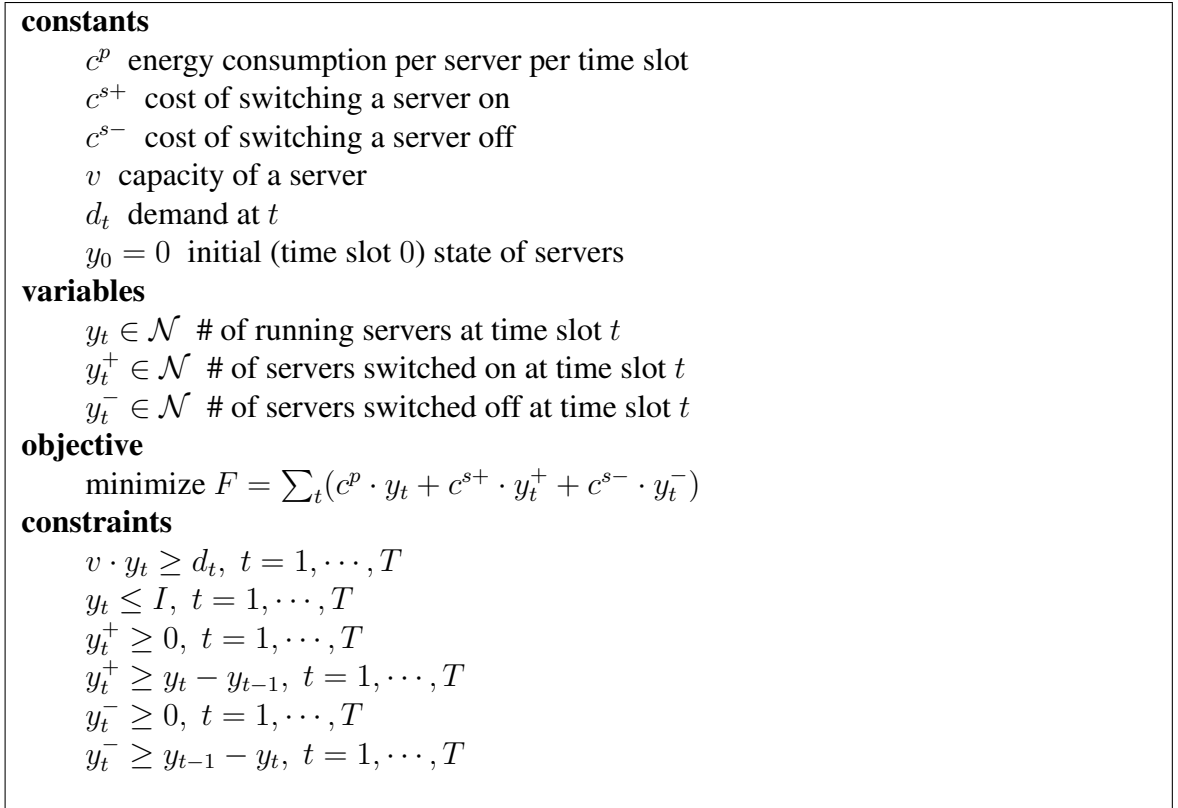 constants
c^p energy consumption per server per time slot
c^{s+} cost of switching a server on
c^{s−} cost of switching a server off
v capacity of a server
d_t demand at t
y_0 = 0 initial (time slot 0) state of servers
variables
y_t ∈ 𝒩 # of running servers at time slot t
y_t^+ ∈ 𝒩 # of servers switched on at time slot t
y_t^− ∈ 𝒩 # of servers switched off at time slot t
objective
minimize F = ∑_t(c^p · y_t + c^{s+} · y_t^+ + c^{s−} · y_t^−)
constraints
v · y_t ≥ d_t, t = 1, ⋯, T
y_t ≤ I, t = 1, ⋯, T
y_t^+ ≥ 0, t = 1, ⋯, T
y_t^+ ≥ y_t − y_{t−1}, t = 1, ⋯, T
y_t^− ≥ 0, t = 1, ⋯, T
y_t^− ≥ y_{t−1} − y_t, t = 1, ⋯, T